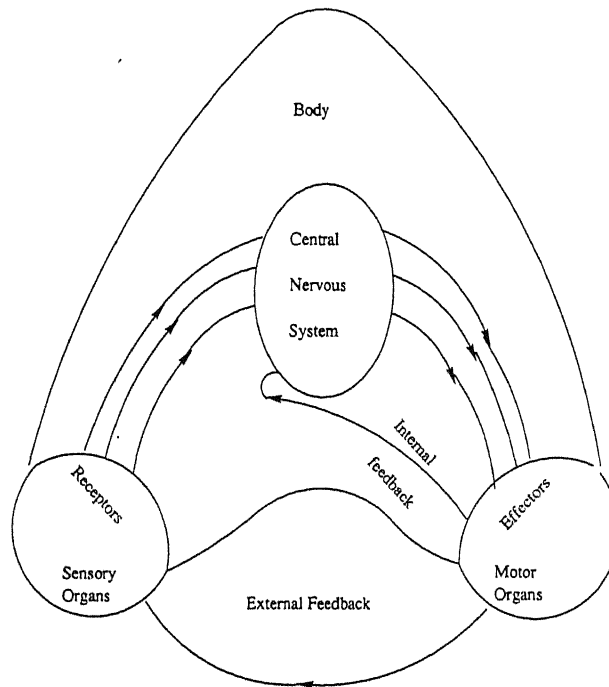 Body
Central
Nervous
System
Internal
feedback
Receptors
Effectors
Sensory
Organs
Motor
Organs
External Feedback